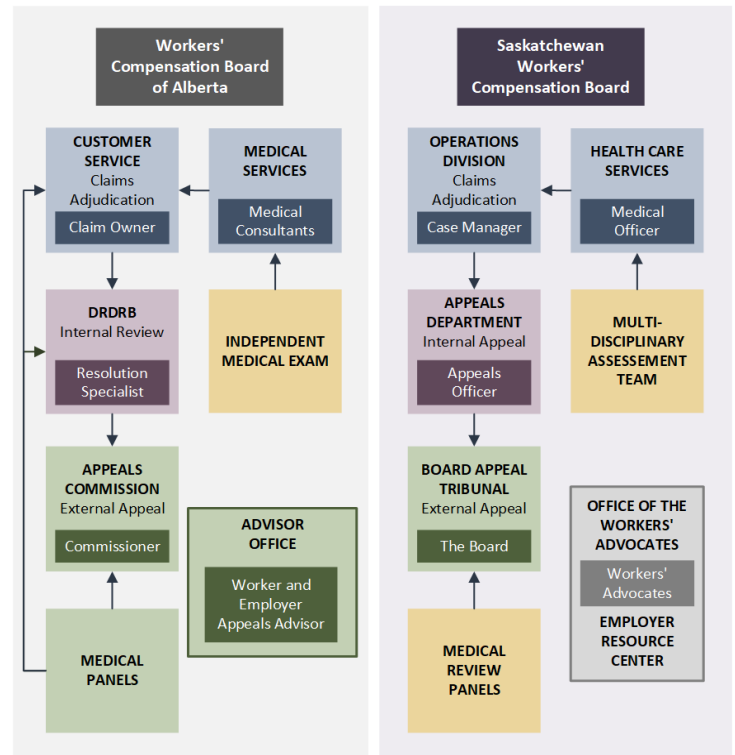 Workers'
Compensation Board
of Alberta
CUSTOMER
SERVICE
Claims
Adjudication
Claim Owner
MEDICAL
SERVICES
Medical
Consultants
DRDRB
Internal Review
Resolution
Specialist
INDEPENDENT
MEDICAL EXAM
APPEALS
COMMISSION
External Appeal
Commissioner
ADVISOR
OFFICE
Worker and
Employer
Appeals Advisor
MEDICAL
PANELS
Saskatchewan
Workers'
Compensation Board
OPERATIONS
DIVISION
Claims
Adjudication
Case Manager
HEALTH CARE
SERVICES
Medical
Officer
APPEALS
DEPARTMENT
Internal Appeal
Appeals
Officer
MULTI-
DISCIPLINARY
ASSESSMENT
TEAM
BOARD APPEAL
TRIBUNAL
External Appeal
The Board
OFFICE OF THE
WORKERS'
ADVOCATES
Workers'
Advocates
EMPLOYER
RESOURCE
CENTER
MEDICAL
REVIEW
PANELS